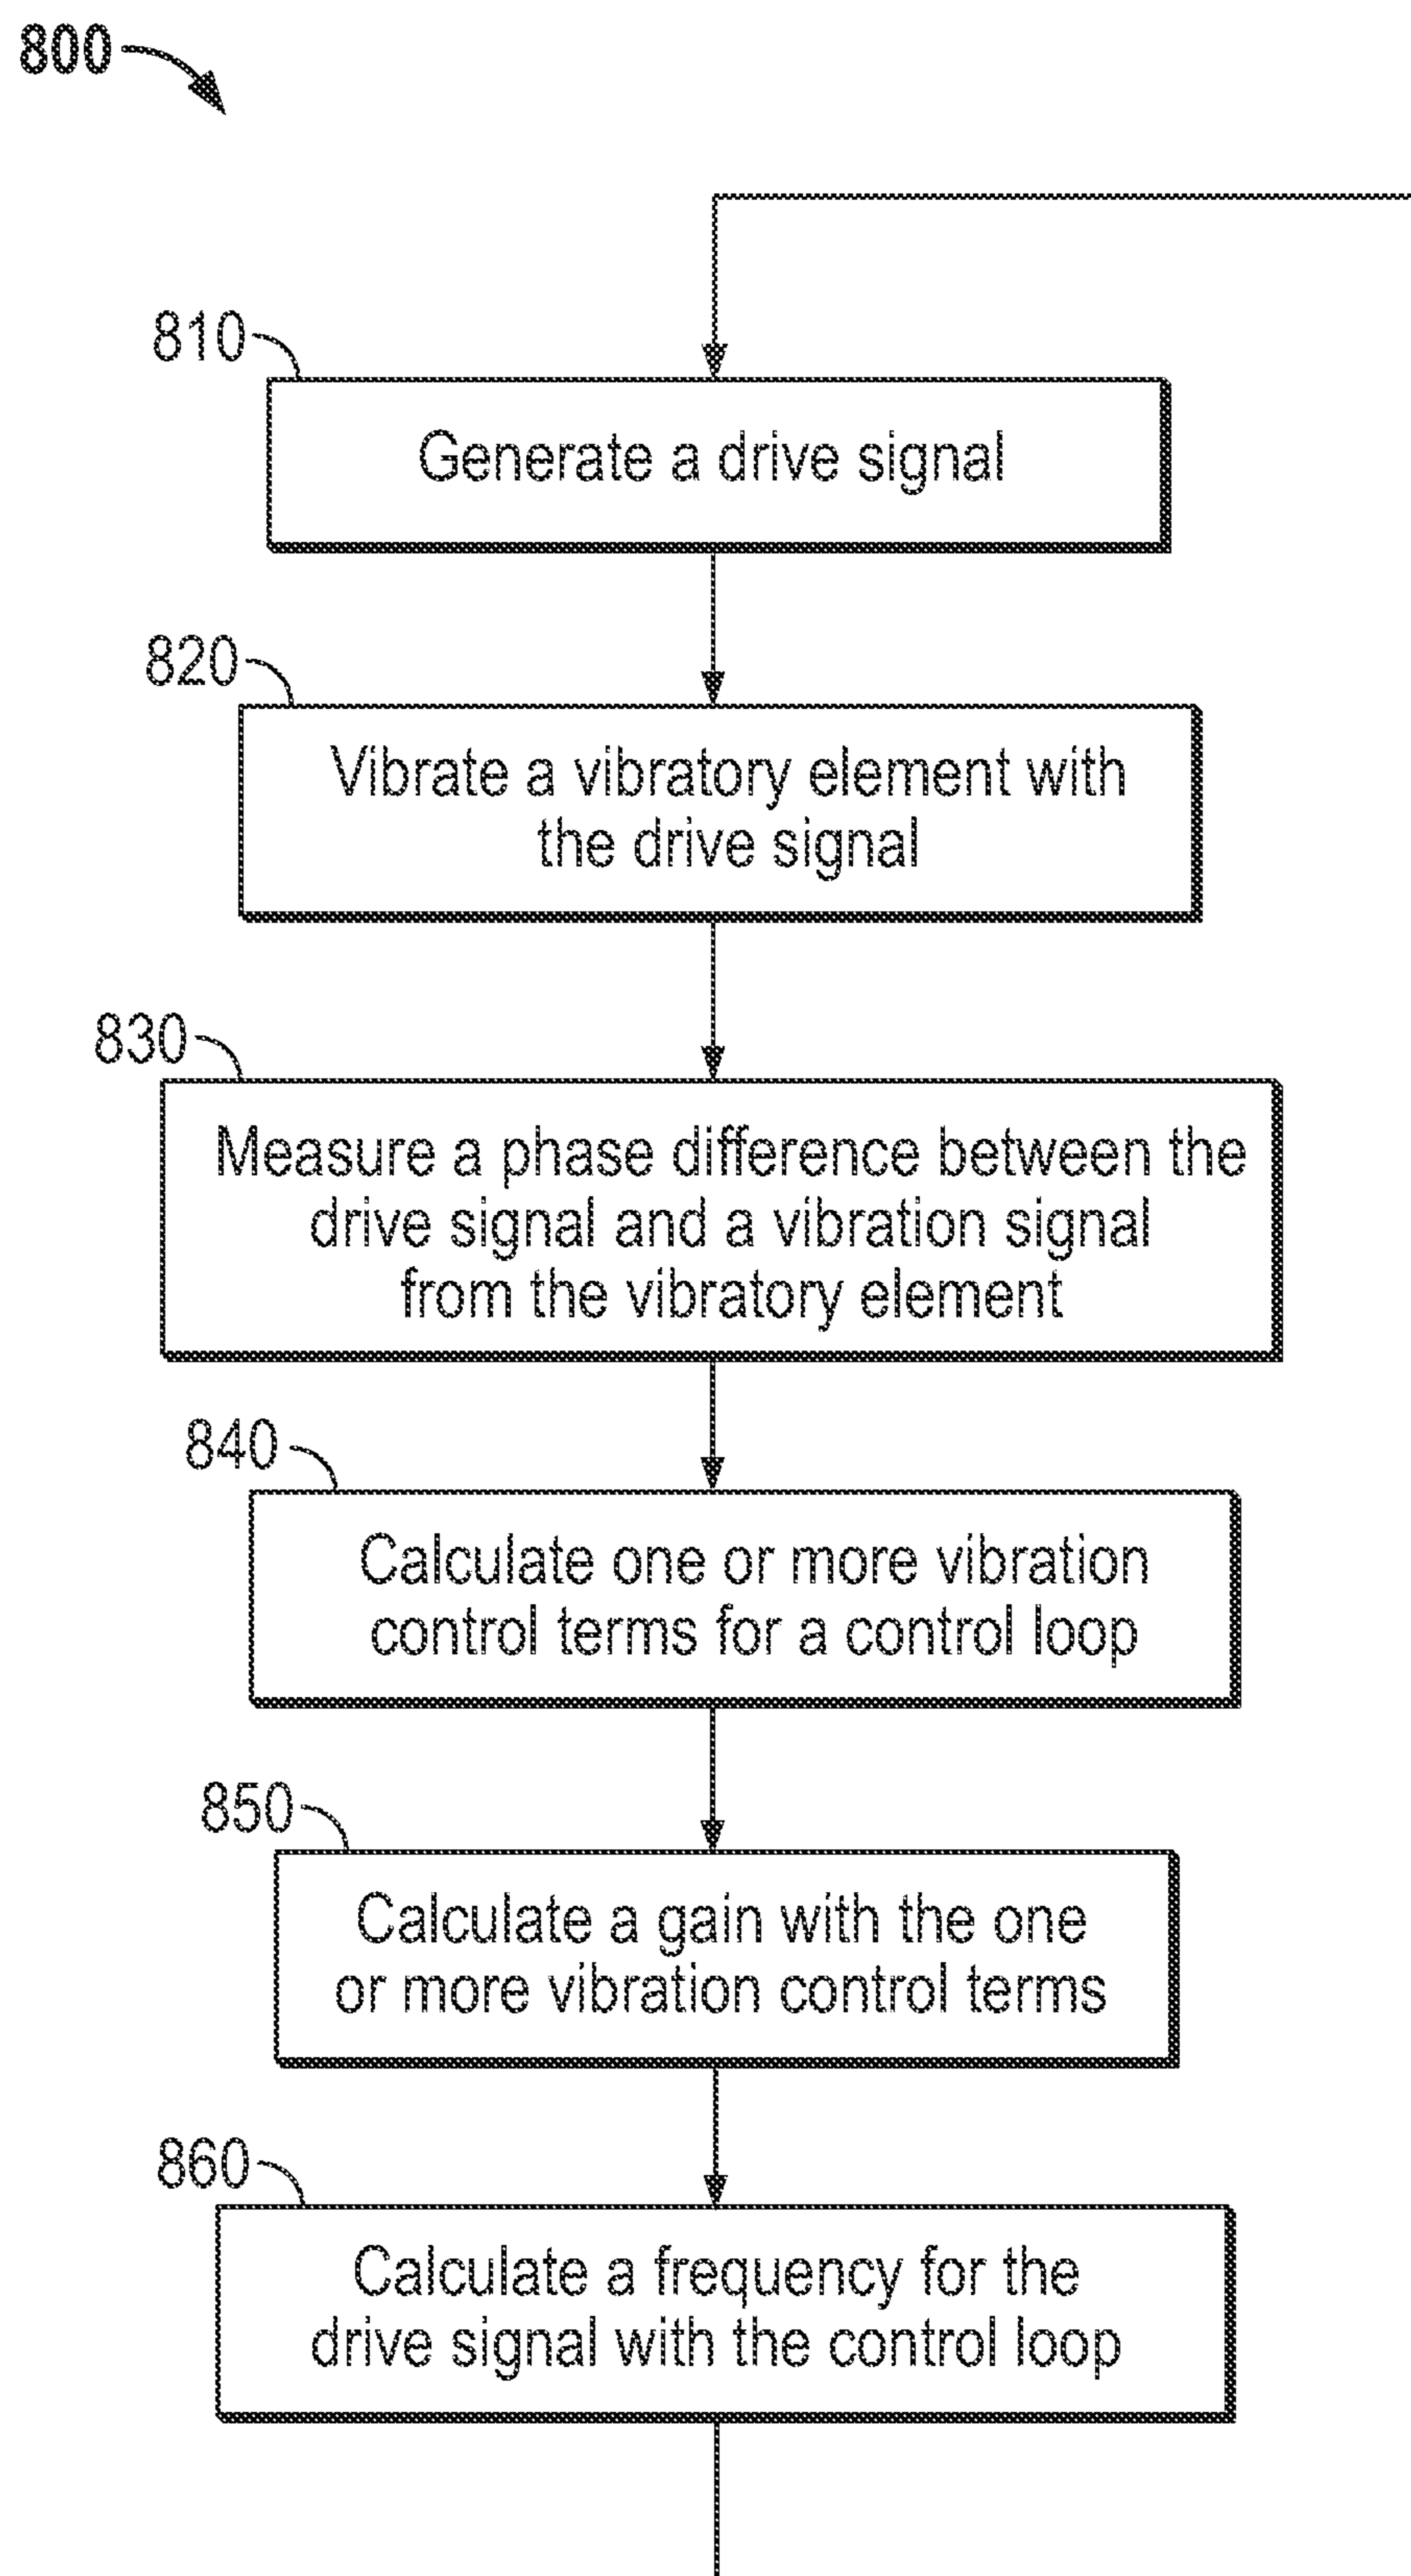 800
810
Generate a drive signal
820
Vibrate a vibratory element with
the drive signal
830
Measure a phase difference between the
drive signal and a vibration signal
from the vibratory element
840
Calculate one or more vibration
control terms for a control loop
850
Calculate a gain with the one
or more vibration control terms
860
Calculate a frequency for the
drive signal with the control loop